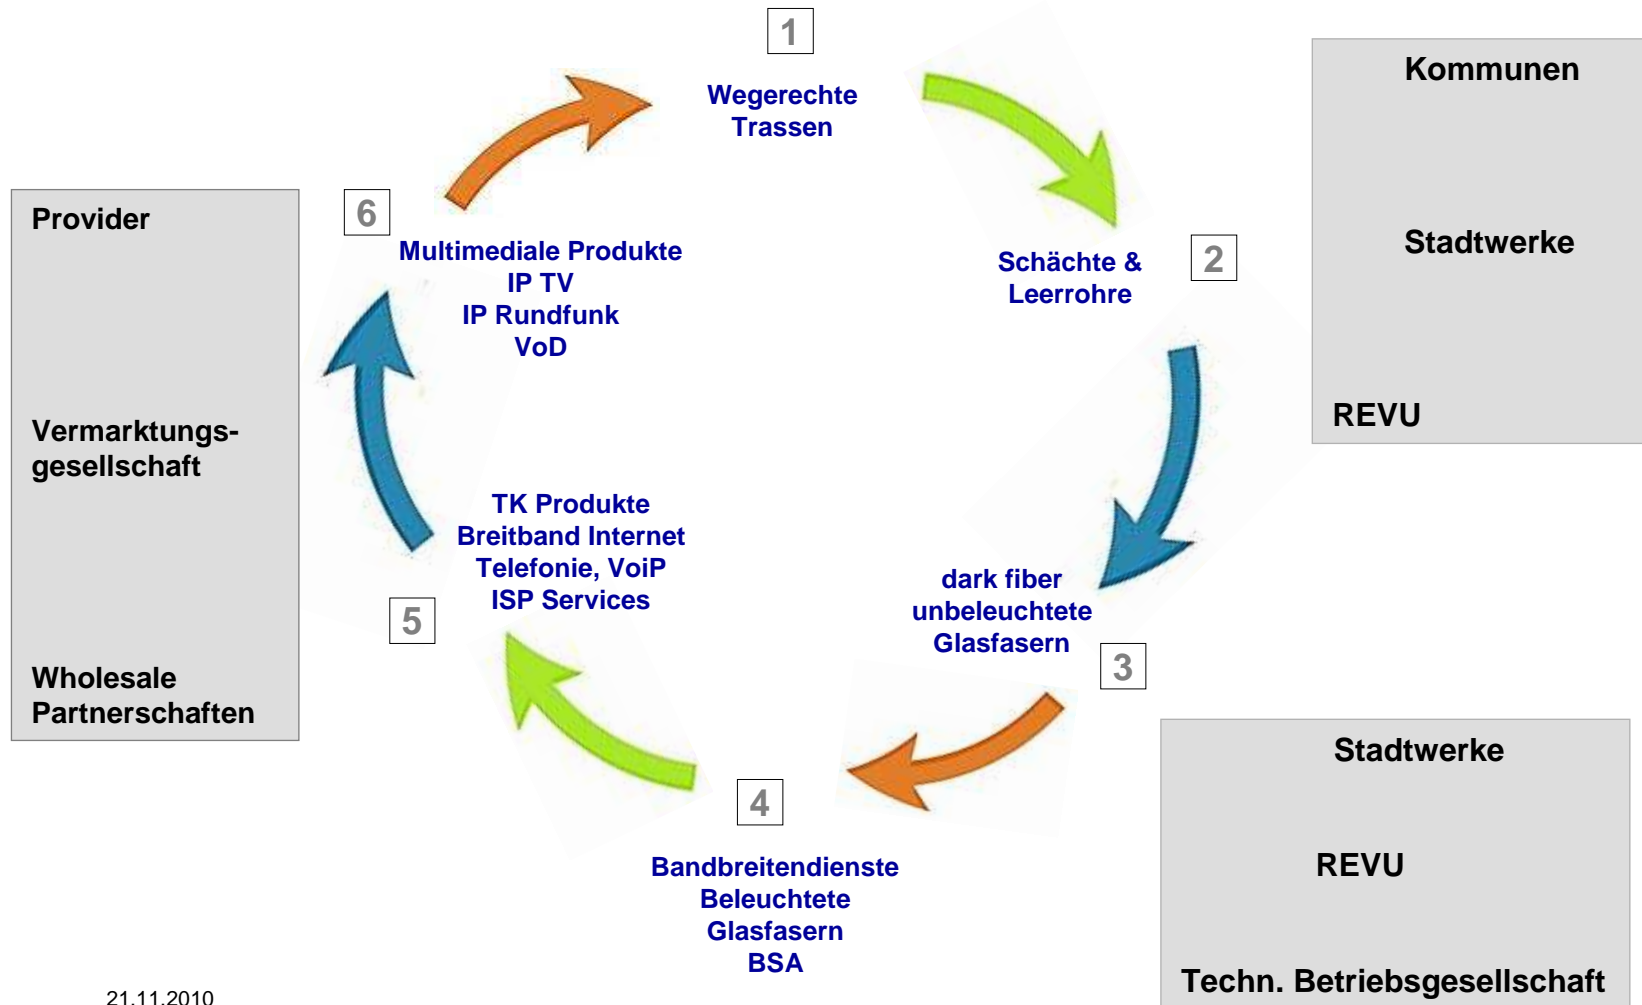 1
Wegerechte
Trassen
Schächte &
Leerrohre
2
dark fiber
unbeleuchtete
Glasfasern
3
4
Bandbreitendienste
Beleuchtete
Glasfasern
BSA
TK Produkte
Breitband Internet
Telefonie, VoiP
ISP Services
5
6
Multimediale Produkte
IP TV
IP Rundfunk
VoD
Kommunen
Stadtwerke
REVU
Stadtwerke
REVU
Techn. Betriebsgesellschaft
Provider
Vermarktungs-
gesellschaft
Wholesale
Partnerschaften
21.11.2010